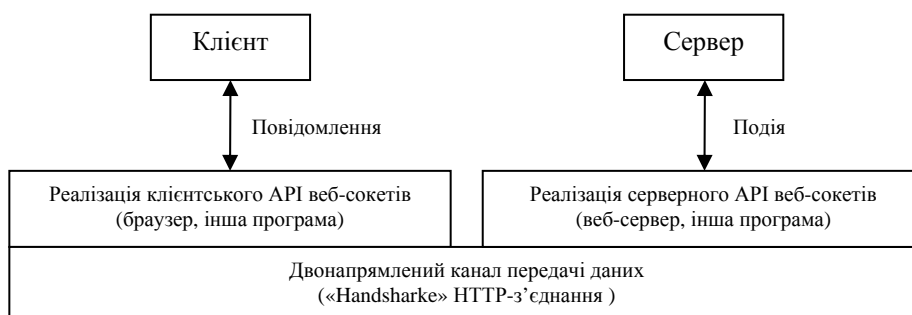 Клієнт
Сервер
Повідомлення
Подія
Реалізація клієнтського API веб-сокетів
(браузер, інша програма)
Реалізація серверного API веб-сокетів
(веб-сервер, інша програма)
Двонапрямлений канал передачі даних
(«Handsharke» HTTP-з’єднання )